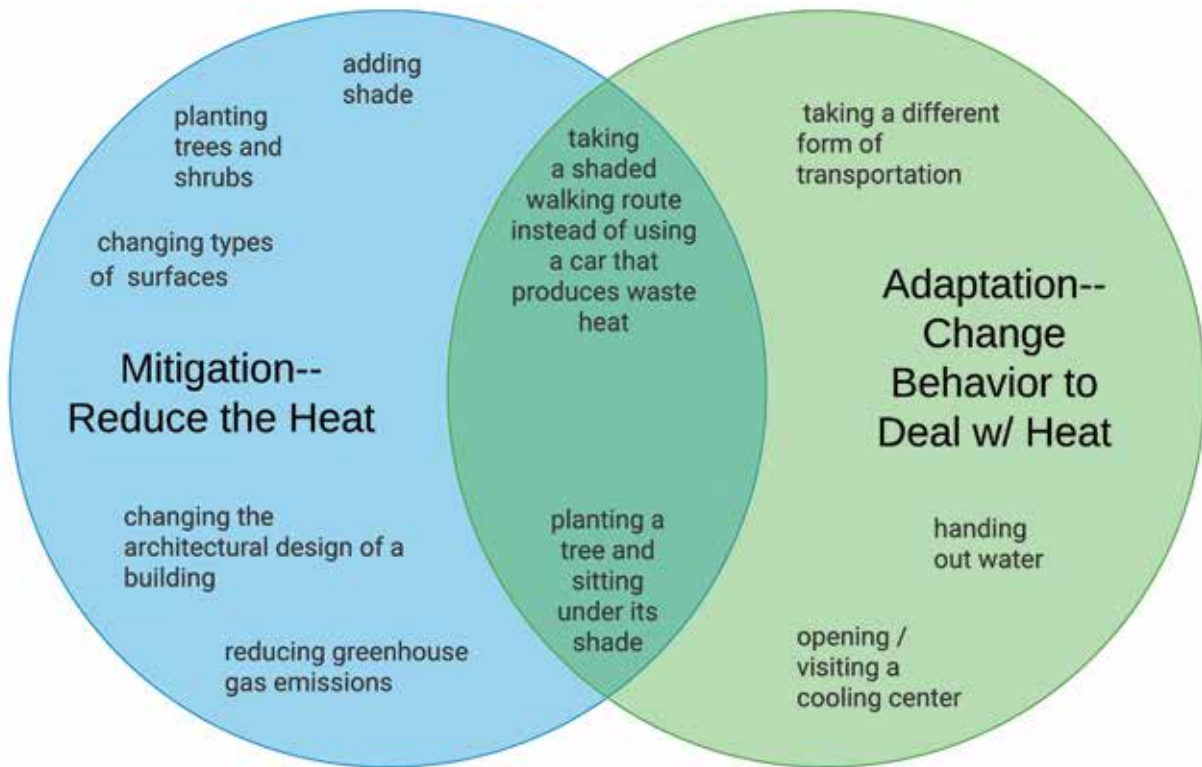 adding
shade
planting
trees and
shrubs
changing types
of surfaces
Mitigation--
Reduce the Heat
changing the
architectural design of a
building
reducing greenhouse
gas emissions
taking
a shaded
walking route
instead of using
a car that
produces waste
heat
planting a
tree and
sitting
under its
shade
taking a different
form of
transportation
Adaptation--
Change
Behavior to
Deal w/ Heat
handing
out water
opening /
visiting a
cooling center